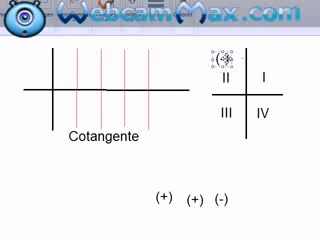 WebcamMax.com
II I
III IV
Cotangente
(+) (+) (-)